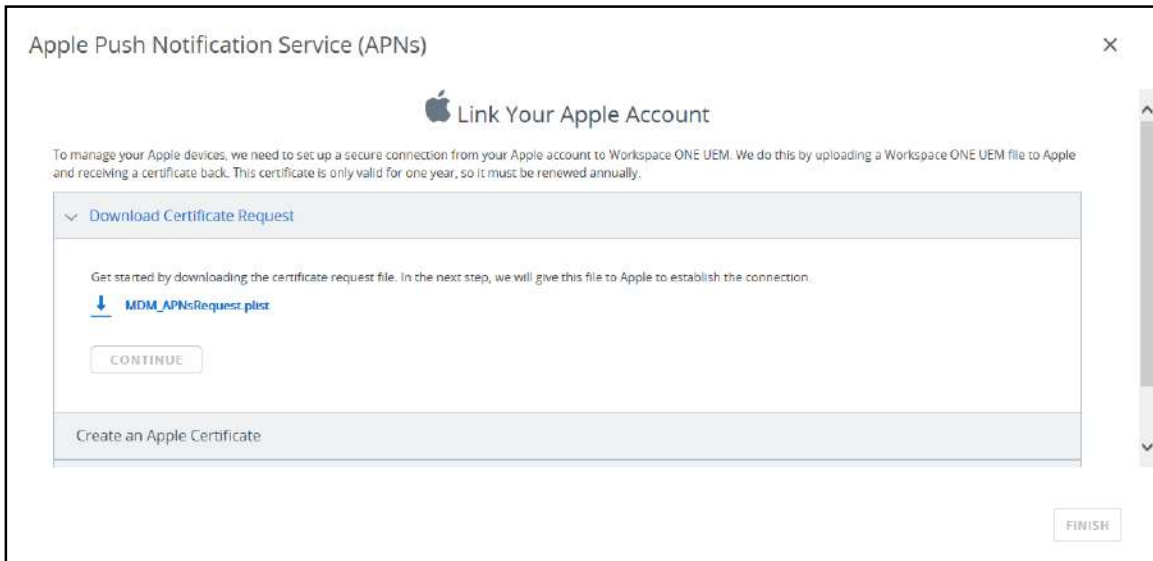 Apple Push Notification Service (APNs)
Link Your Apple Account
To manage your Apple devices, we need to set up a secure connection from your Apple account to Workspace ONE UEM. We do this by uploading a Workspace ONE UEM file to Apple
and receiving a certificate back. This certificate is only valid for one year, so it must be renewed annually.
Download Certificate Request
Get started by downloading the certificate request file. In the next step, we will give this file to Apple to establish the connection.
MDM_APNsRequest.plist
CONTINUE
Create an Apple Certificate
FINISH